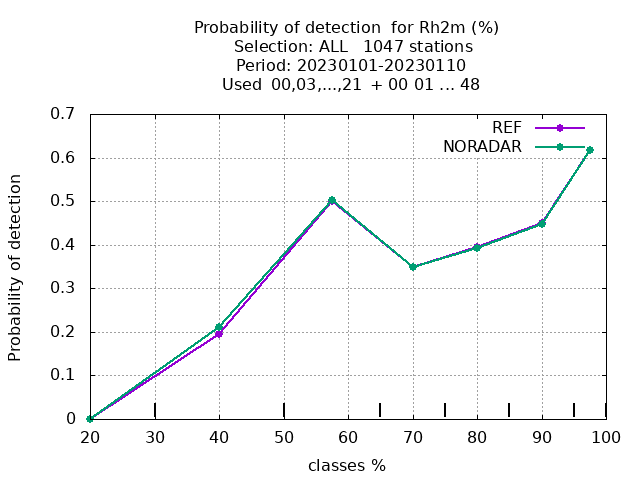 Probability of detection for Rh2m (%)
Selection: ALL 1047 stations
Period: 20230101-20230110
Used 00,03,...,21 + 00 01 ... 48
REF
NORADAR
0.7
0.6
0.5
0.4
0.3
0.2
0.1
0
Probability of detection
20 30 40 50 60 70 80 90 100
classes %